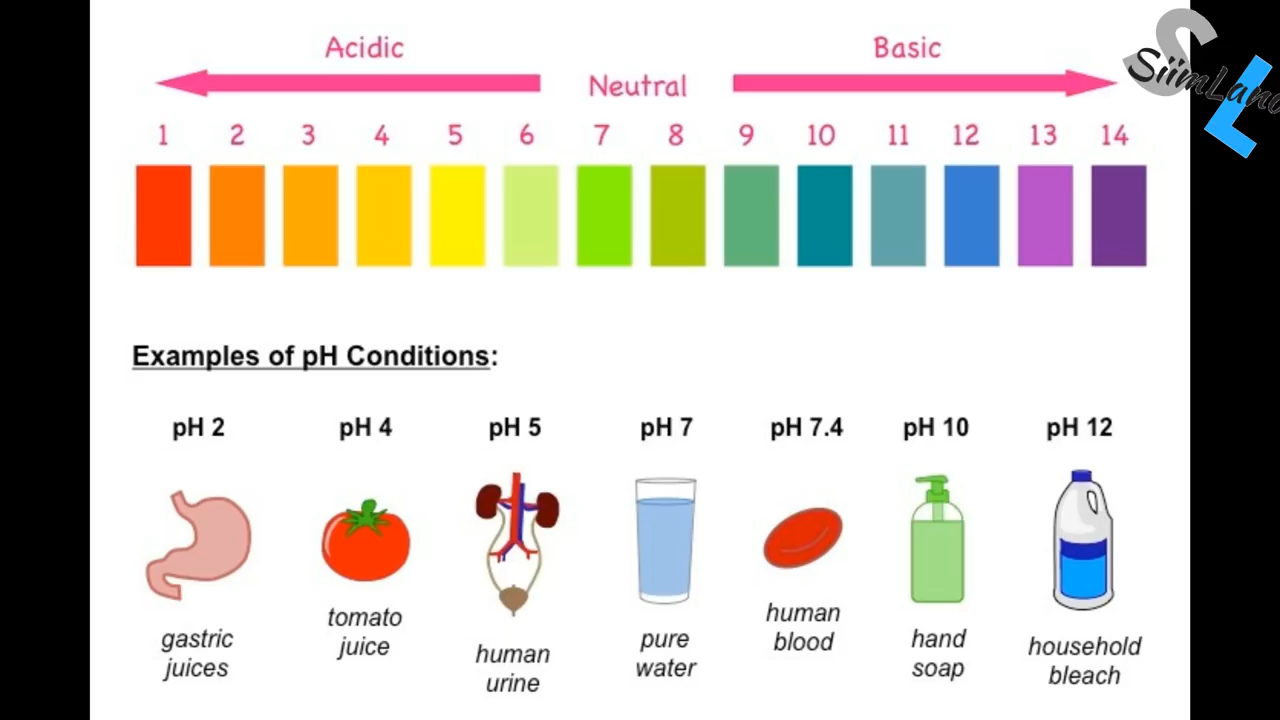 Acidic
Basic
Neutral
SiimLand
1 2 3 4 5 6 7 8 9 10 11 12 13 14
Examples of pH Conditions:
pH 2 pH 4 pH 5 pH 7 pH 7.4 pH 10 pH 12
gastric
juices
tomato
juice
human
urine
pure
water
human
blood
hand
soap
household
bleach